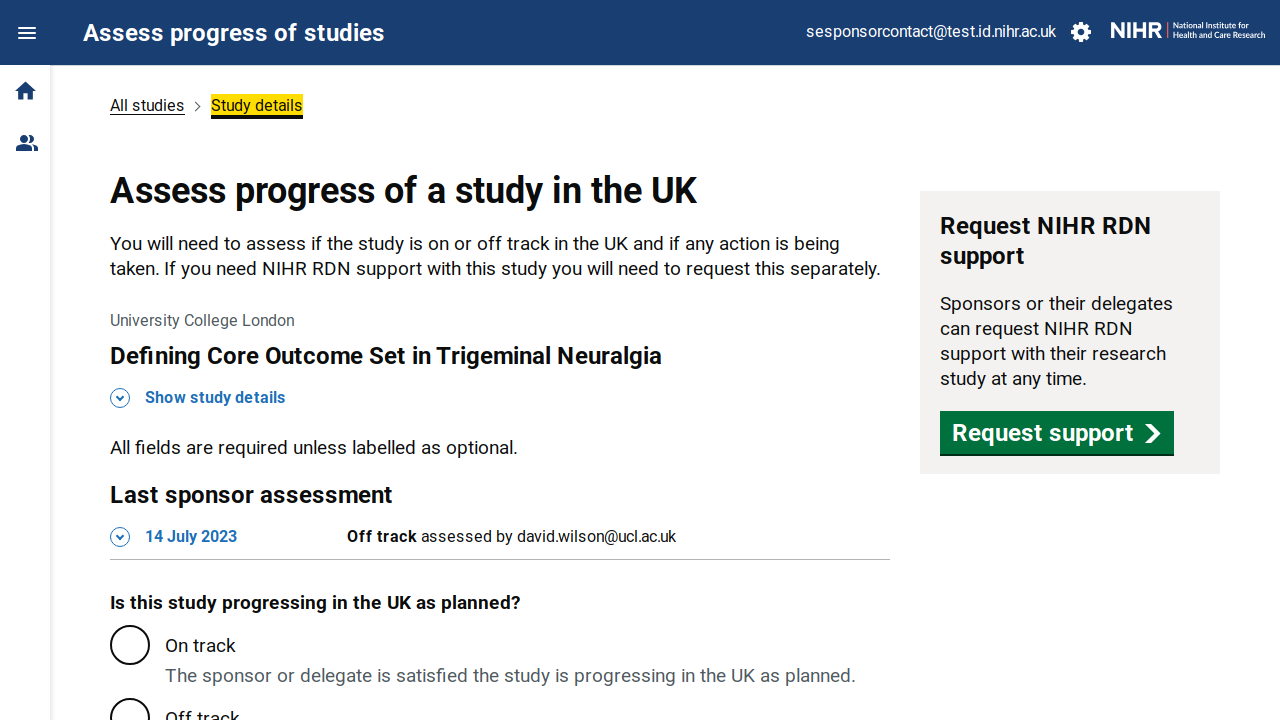 Assess progress of studies
sesponsorcontact@test.id.nihr.ac.uk
NIHR
National Institute for
Health and Care Research
All studies
Study details
Assess progress of a study in the UK
You will need to assess if the study is on or off track in the UK and if any action is being
taken. If you need NIHR RDN support with this study you will need to request this separately.
University College London
Defining Core Outcome Set in Trigeminal Neuralgia
Show study details
All fields are required unless labelled as optional.
Last sponsor assessment
14 July 2023
Off track assessed by david.wilson@ucl.ac.uk
Is this study progressing in the UK as planned?
On track
The sponsor or delegate is satisfied the study is progressing in the UK as planned.
Off track
Request NIHR RDN
support
Sponsors or their delegates
can request NIHR RDN
support with their research
study at any time.
Request support